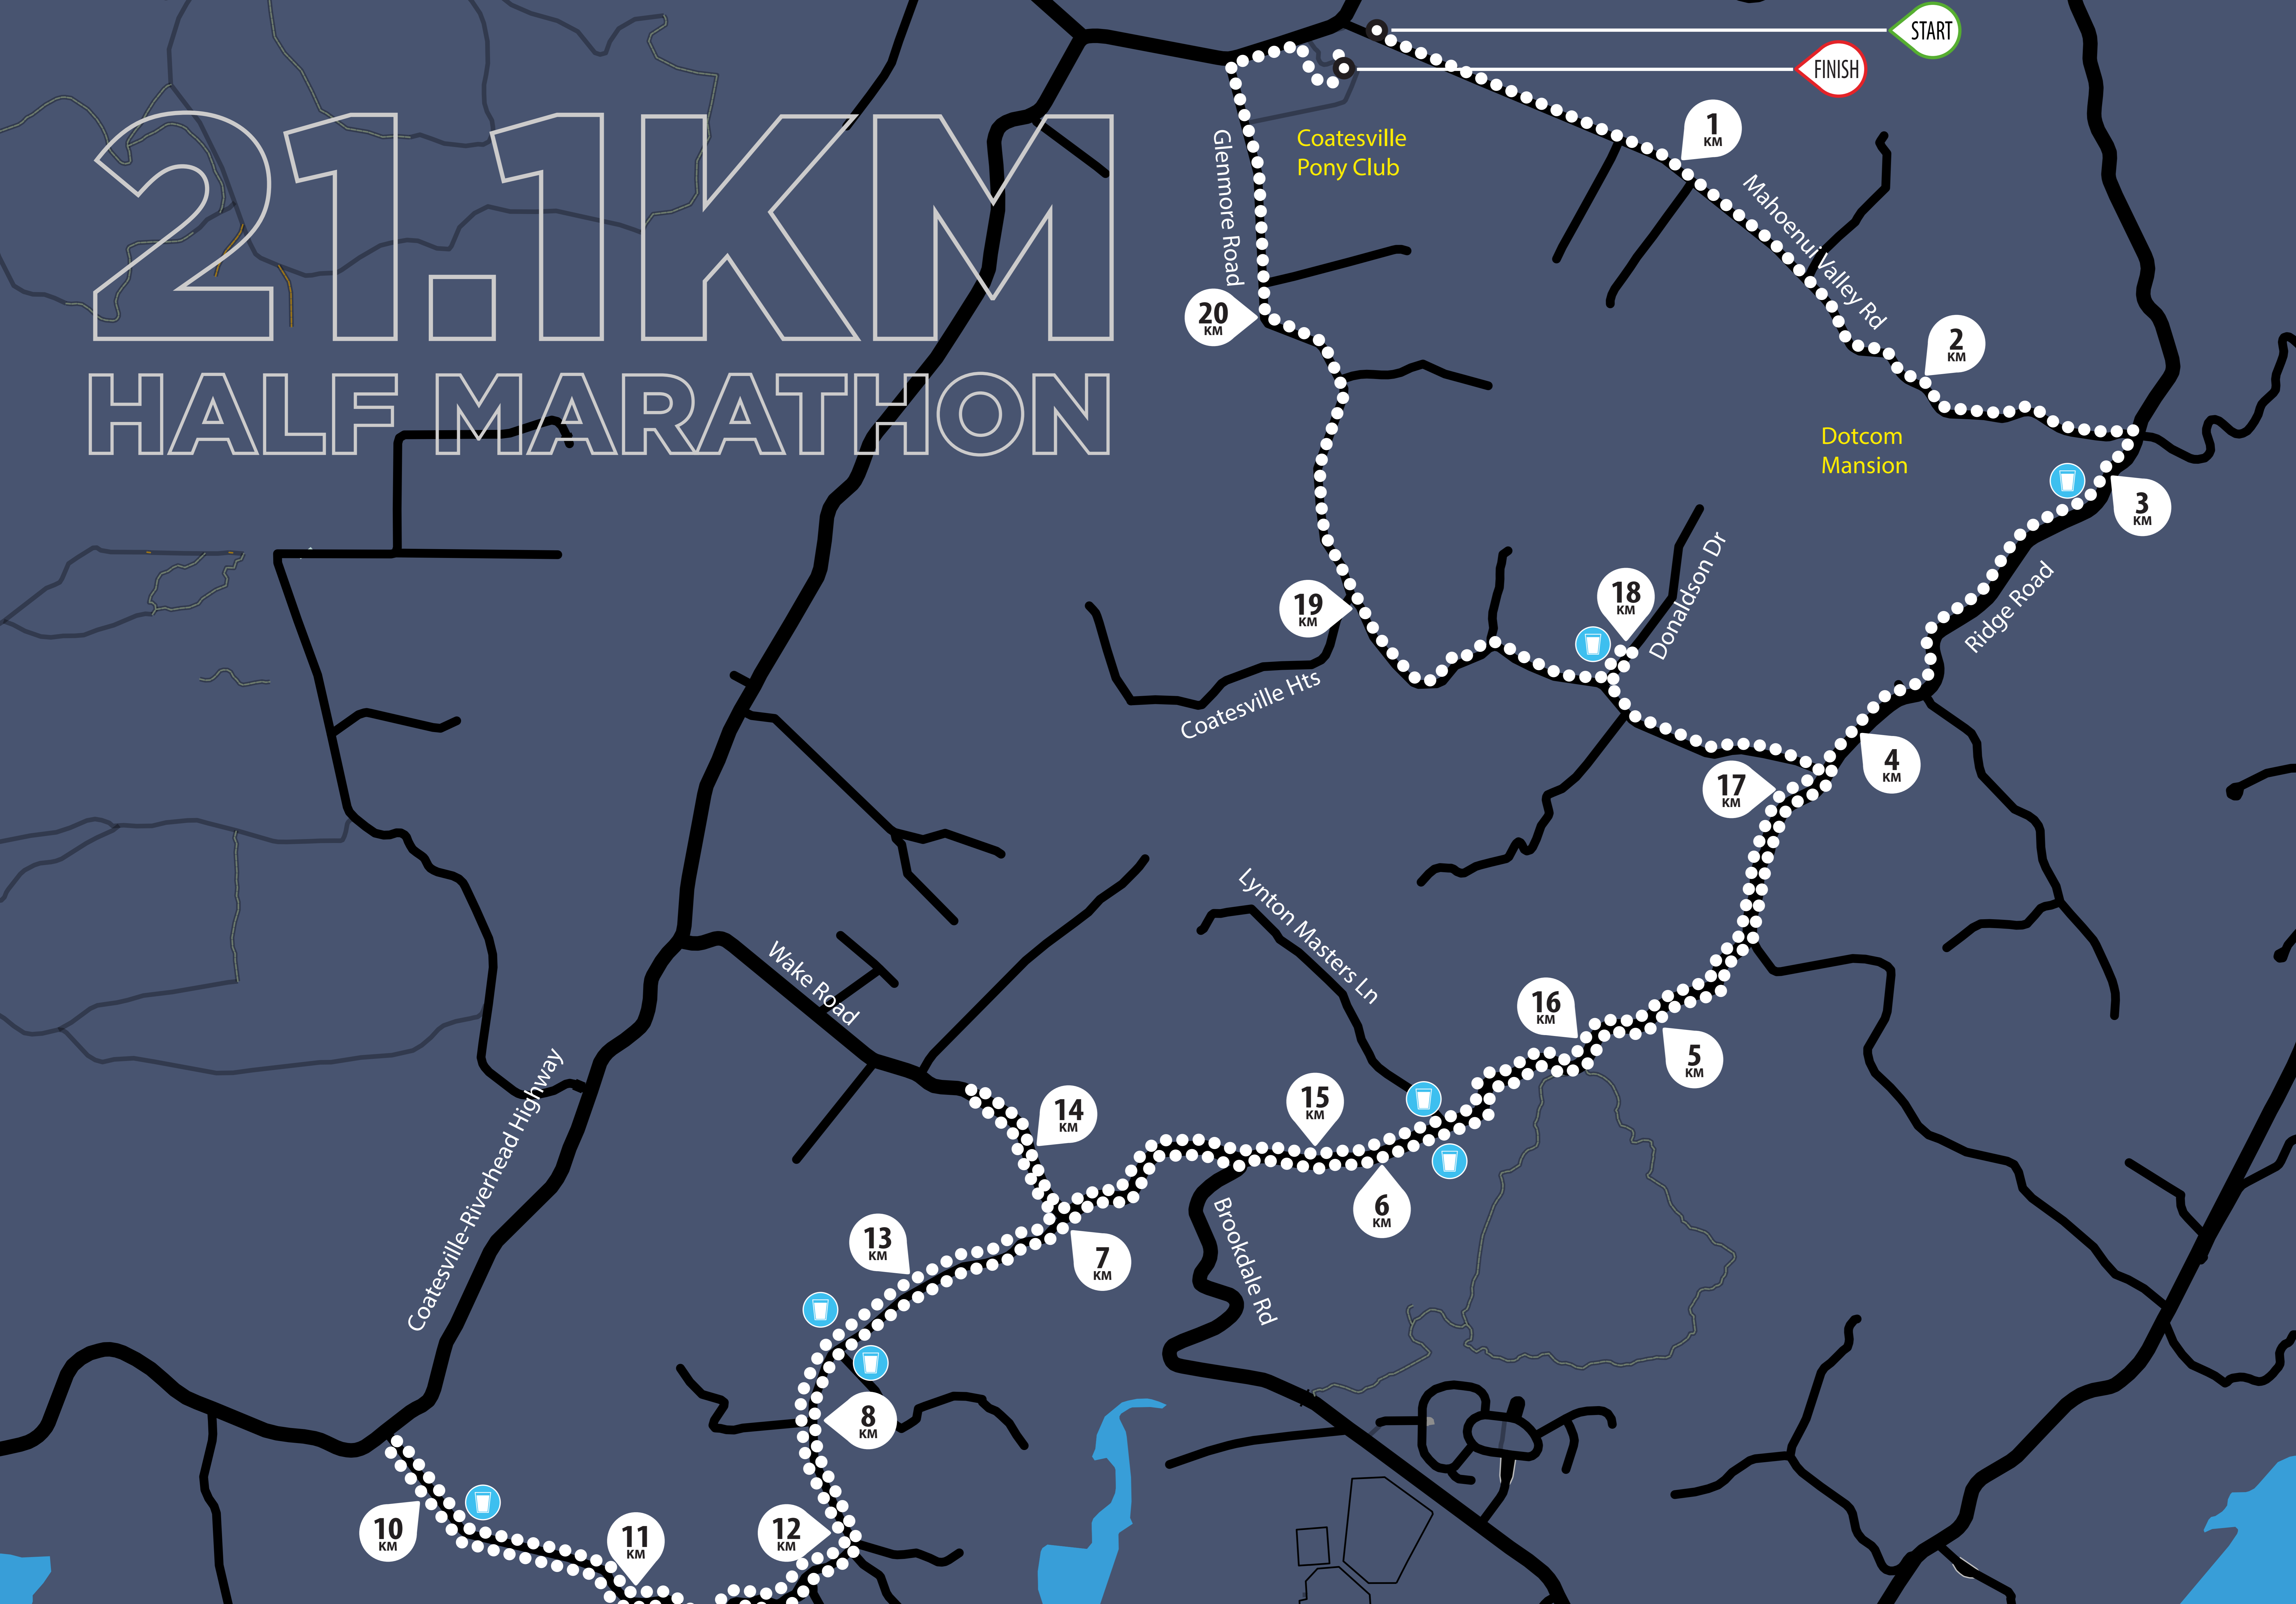 START
FINISH
21.1KM
HALF MARATHON
Coatesville
Pony Club
Glenmore Road
1
KM
Mahoenui Valley Rd
20
KM
2
KM
Dotcom
Mansion
3
KM
Ridge Road
19
KM
18
KM
Donaldson Dr
Coatesville Hts
4
KM
17
KM
Lynton Masters Ln
Wake Road
16
KM
5
KM
15
KM
14
KM
Coatesville-Riverhead Highway
6
KM
13
KM
7
KM
Brookdale Rd
8
KM
10
KM
11
KM
12
KM